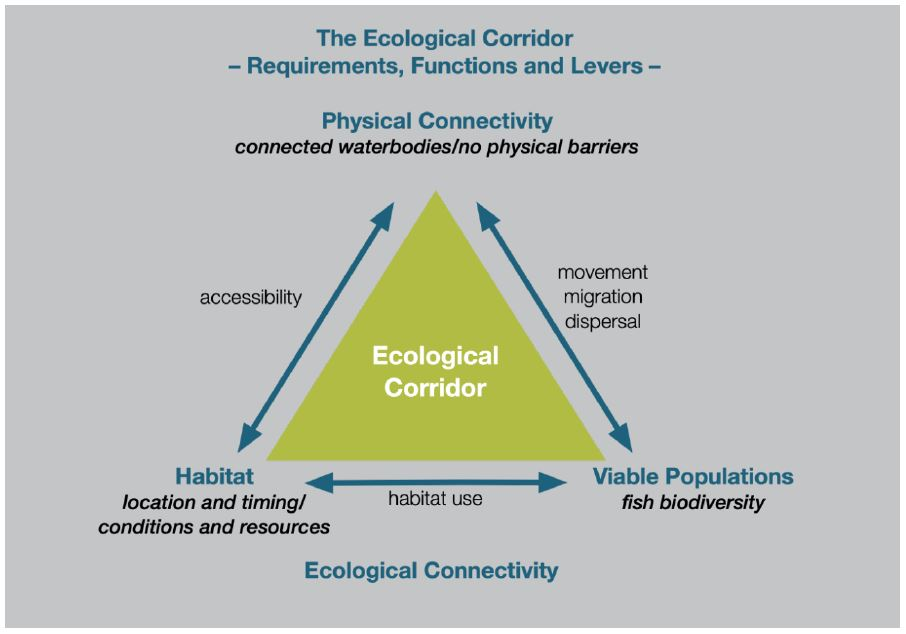 The Ecological Corridor
– Requirements, Functions and Levers –
Physical Connectivity
connected waterbodies/no physical barriers
accessibility
movement
migration
dispersal
Ecological
Corridor
Habitat
location and timing/
conditions and resources
habitat use
Viable Populations
fish biodiversity
Ecological Connectivity